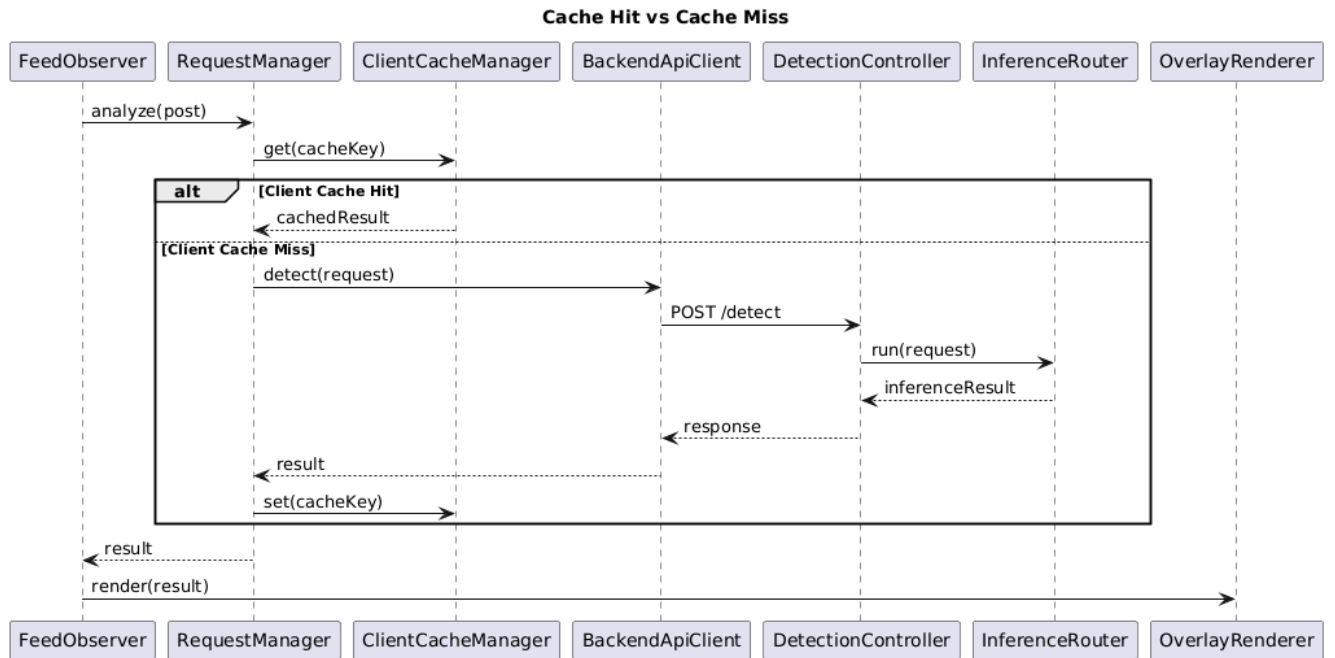 Cache Hit vs Cache Miss
FeedObserver RequestManager ClientCacheManager BackendApiClient DetectionController InferenceRouter OverlayRenderer
analyze(post)
get(cacheKey)
alt [Client Cache Hit]
cachedResult
[Client Cache Miss]
detect(request)
POST /detect
run(request)
inferenceResult
response
result
set(cacheKey)
result
render(result)
FeedObserver RequestManager ClientCacheManager BackendApiClient DetectionController InferenceRouter OverlayRenderer